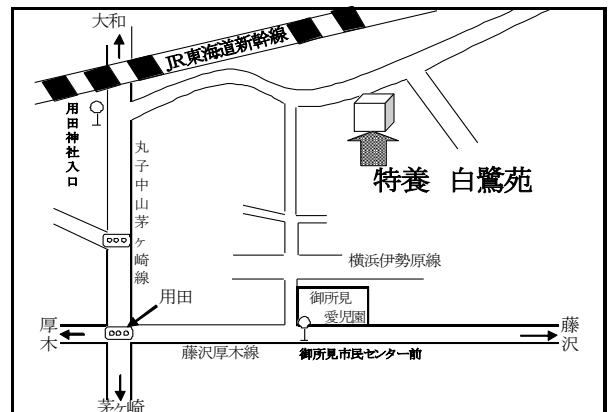 大和
JR東海道新幹線
用田神社入口
丸子中山茅ヶ崎線
特養　白鷺苑
横浜伊勢原線
御所見
愛児園
用田
厚木
藤沢
藤沢厚木線
御所見市民センター前
茅ヶ崎